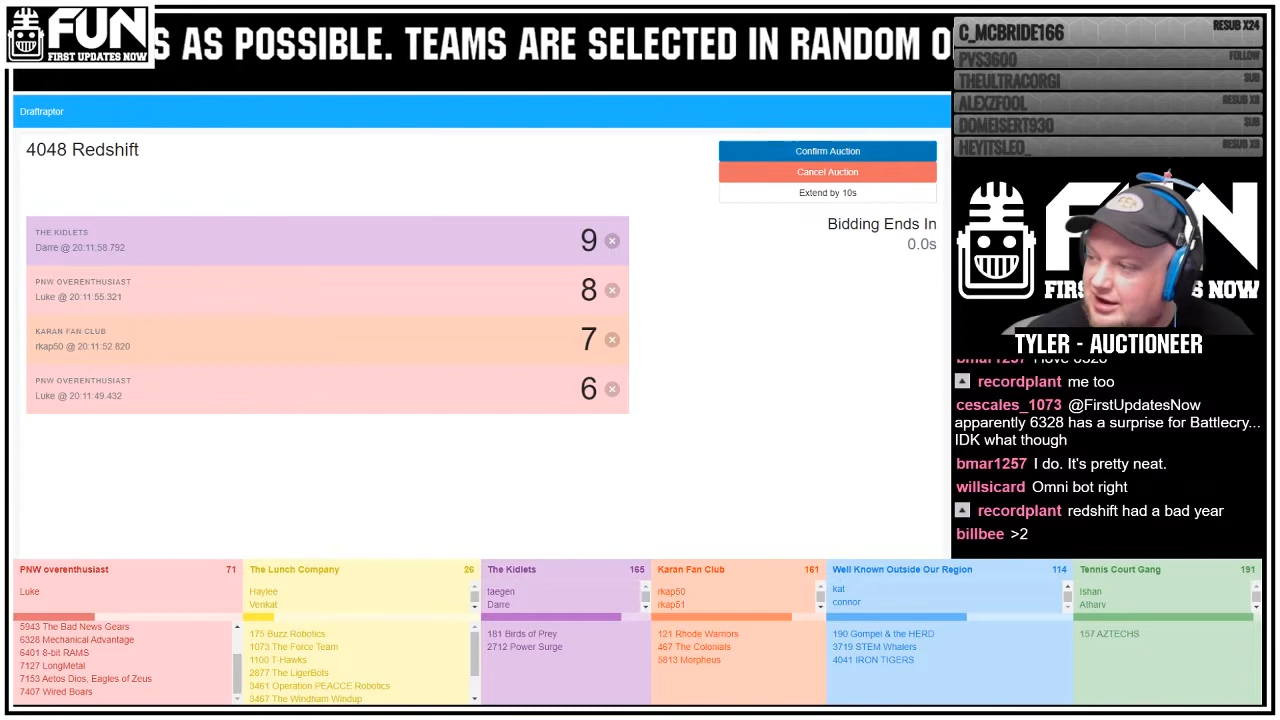 FUN
FIRST UPDATES NOW
S AS POSSIBLE. TEAMS ARE SELECTED IN RANDOM O
C_MCBRIDE166 RESUB X24
PVS3600 FOLLOW
THEULTRACORGI SUB
ALEXZFOOL RESUB X8
DOMEISERT930 SUB
HEYITSLEO_
Draftraptor
4048 Redshift
Confirm Auction
Cancel Auction
Extend by 10s
Bidding Ends In
0.0s
THE KIDLETS
Darre @ 20:11:58.792
9
PNW OVERENTHUSIAST
Luke @ 20:11:55.321
8
KARAN FAN CLUB
rkap50 @ 20:11:52.820
7
PNW OVERENTHUSIAST
Luke @ 20:11:49.432
6
TYLER - AUCTIONEER
bmar1257 I love 6328
recordplant me too
cescales_1073 @FirstUpdatesNow
apparently 6328 has a surprise for Battlecry...
IDK what though
bmar1257 I do. It's pretty neat.
willsicard Omni bot right
recordplant redshift had a bad year
billbee >2
PNW overenthusiast 71
Luke
5943 The Bad News Gears
6328 Mechanical Advantage
6401 8-bit RAMS
7127 LongMetal
7153 Aetos Dios, Eagles of Zeus
7407 Wired Boars
The Lunch Company 26
Haylee
Venkat
175 Buzz Robotics
1073 The Force Team
1100 T-Hawks
2877 The LigerBots
3461 Operation PEACCE Robotics
3467 The Windham Windup
The Kidlets 165
taegen
Darre
181 Birds of Prey
2712 Power Surge
Karan Fan Club 161
rkap50
rkap51
121 Rhode Warriors
467 The Colonials
5813 Morpheus
Well Known Outside Our Region 114
kat
connor
190 Gompei & the HERD
3719 STEM Whalers
4041 IRON TIGERS
Tennis Court Gang 191
Ishan
Atharv
157 AZTECHS